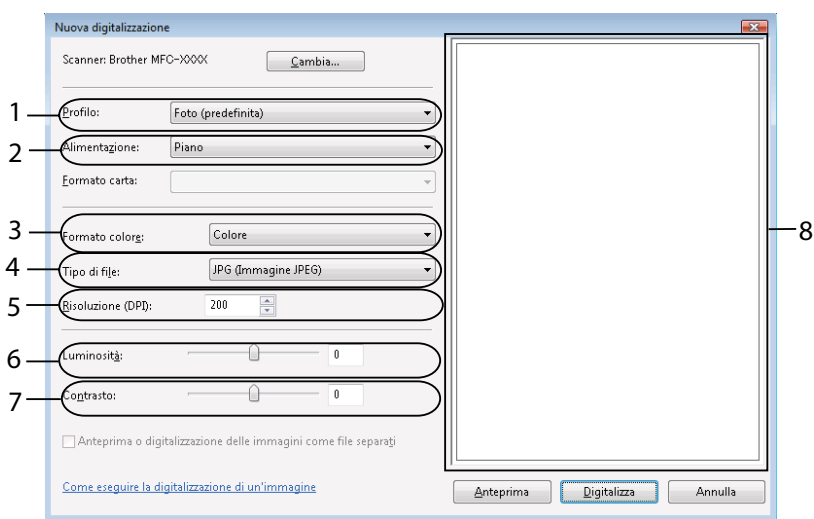 Nuova digitalizzazione
Scanner: Brother MFC-XXXX
Cambia...
1
Profilo:
Foto (predefinita)
2
Alimentazione:
Piano
Formato carta:
3
Formato colore:
Colore
8
4
Tipo di file:
JPG (Immagine JPEG)
5
Risoluzione (DPI):
200
6
Luminosità:
0
7
Contrasto:
0
Anteprima o digitalizzazione delle immagini come file separati
Come eseguire la digitalizzazione di un'immagine
Anteprima
Digitalizza
Annulla